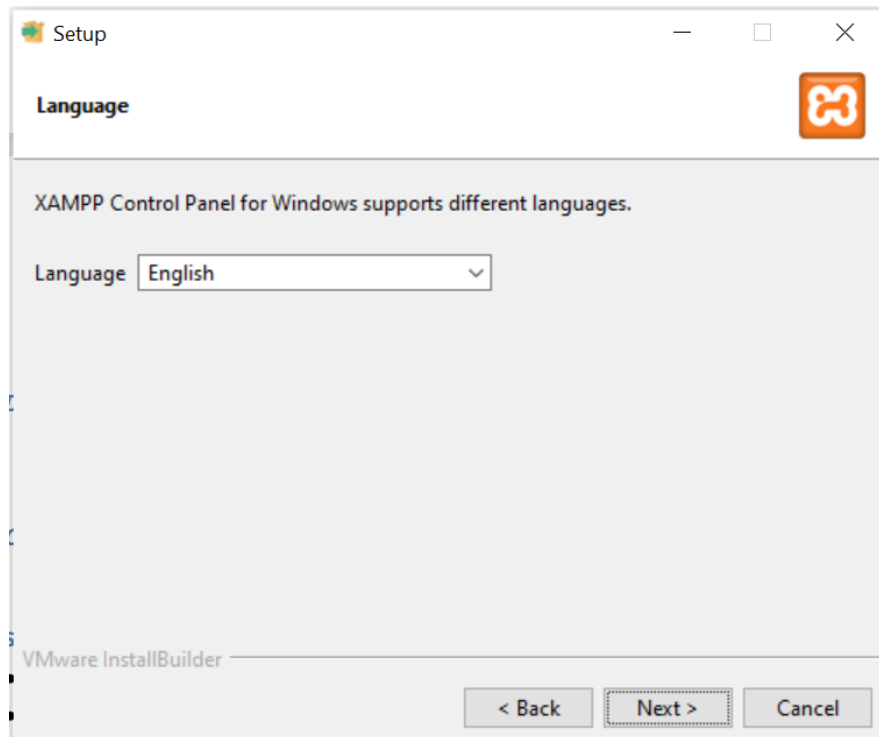 Setup
Language
XAMPP Control Panel for Windows supports different languages.
Language English
VMware InstallBuilder
< Back Next > Cancel